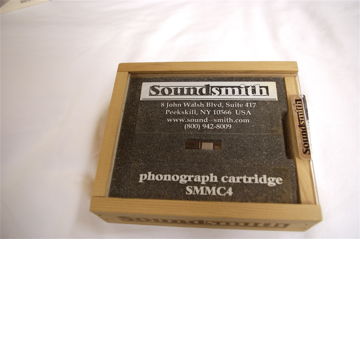 Soundsmith
8 John Walsh Blvd, Suite 417
Peekskill, NY 10566 USA
www.sound-smith.com
(800) 942-8009
phonograph cartridge
SMMC4
Soundsmith
Soundsmith